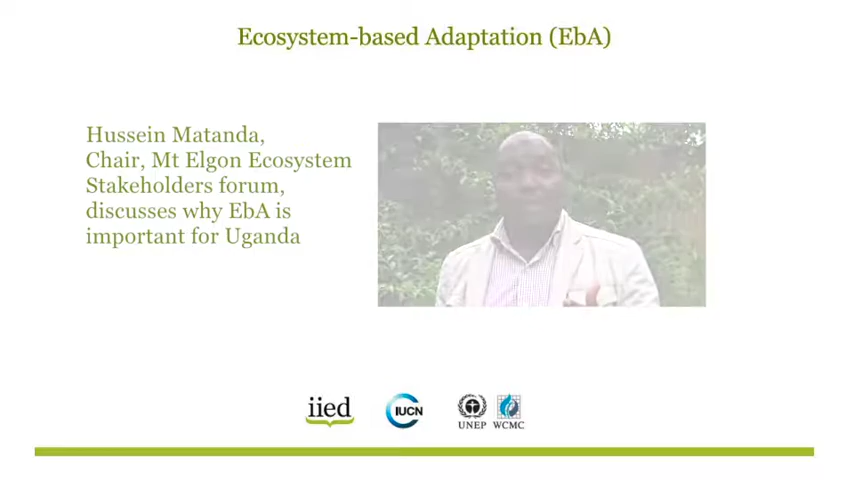 Ecosystem-based Adaptation (EbA)
Hussein Matanda,
Chair, Mt Elgon Ecosystem
Stakeholders forum,
discusses why EbA is
important for Uganda
iied
IUCN
UNEP WCMC